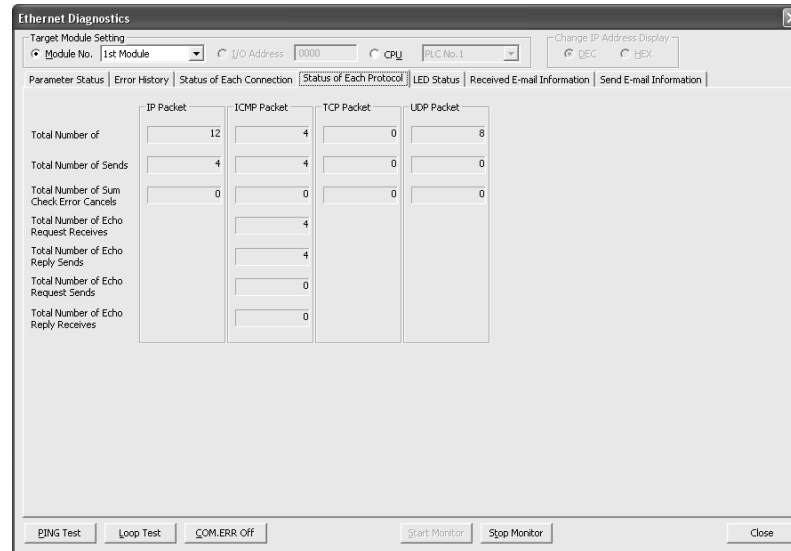 Ethernet Diagnostics
Target Module Setting
Module No. 1st Module I/O Address 0000 CPU PLC No.1
Change IP Address Display
DEC HEX
Parameter Status Error History Status of Each Connection Status of Each Protocol LED Status Received E-mail Information Send E-mail Information
IP Packet ICMP Packet TCP Packet UDP Packet
Total Number of 12 4 0 8
Total Number of Sends 4 4 0 0
Total Number of Sum
Check Error Cancels 0 0 0 0
Total Number of Echo
Request Receives 4
Total Number of Echo
Reply Sends 4
Total Number of Echo
Request Sends 0
Total Number of Echo
Reply Receives 0
PING Test Loop Test COM.ERR Off Start Monitor Stop Monitor Close